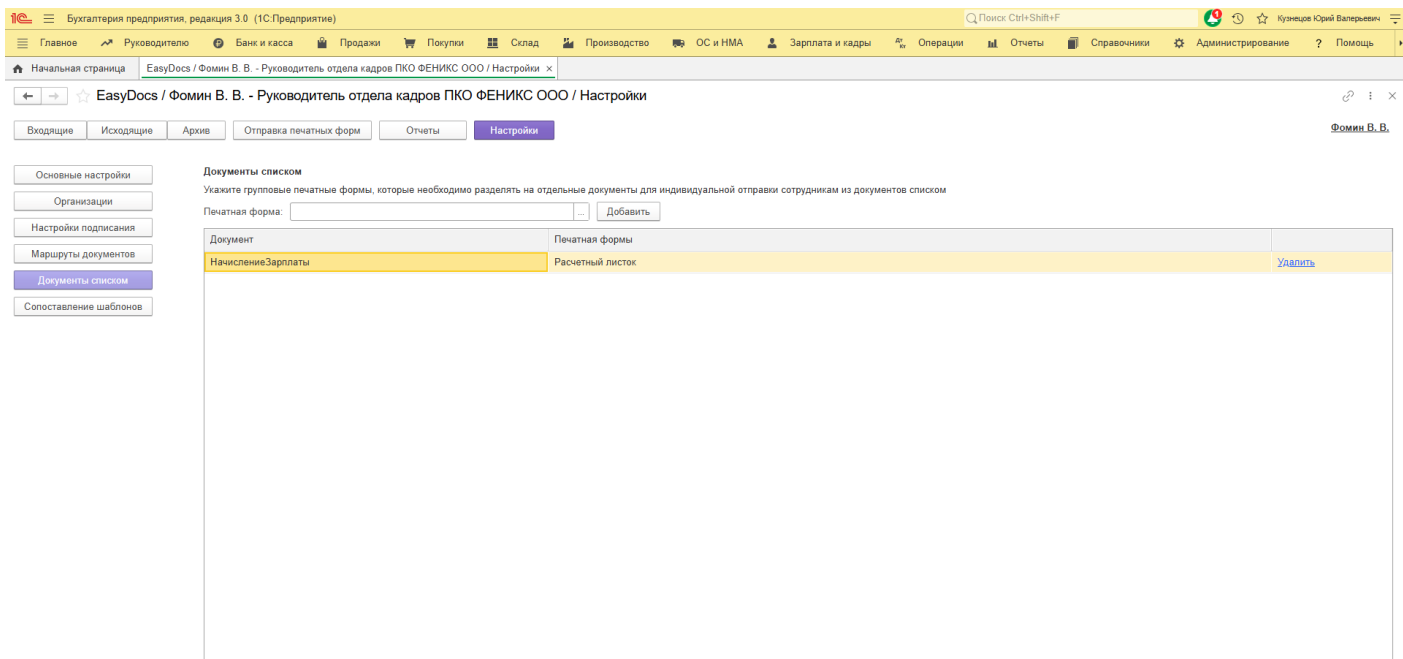 1С Бухгалтерия предприятия, редакция 3.0 (1С:Предприятие) Поиск Ctrl+Shift+F 1 Кузнецов Юрий Валерьевич
Главное Руководителю Банк и касса Продажи Покупки Склад Производство ОС и НМА Зарплата и кадры Дт Кт Операции Отчеты Справочники Администрирование ? Помощь
Начальная страница EasyDocs / Фомин В. В. - Руководитель отдела кадров ПКО ФЕНИКС ООО / Настройки ×
EasyDocs / Фомин В. В. - Руководитель отдела кадров ПКО ФЕНИКС ООО / Настройки
Входящие Исходящие Архив Отправка печатных форм Отчеты Настройки Фомин В. В.
Основные настройки
Организации
Настройки подписания
Маршруты документов
Документы списком
Сопоставление шаблонов
Документы списком
Укажите групповые печатные формы, которые необходимо разделять на отдельные документы для индивидуальной отправки сотрудникам из документов списком
Печатная форма: ... Добавить
Документ Печатная формы
НачислениеЗарплаты Расчетный листок Удалить